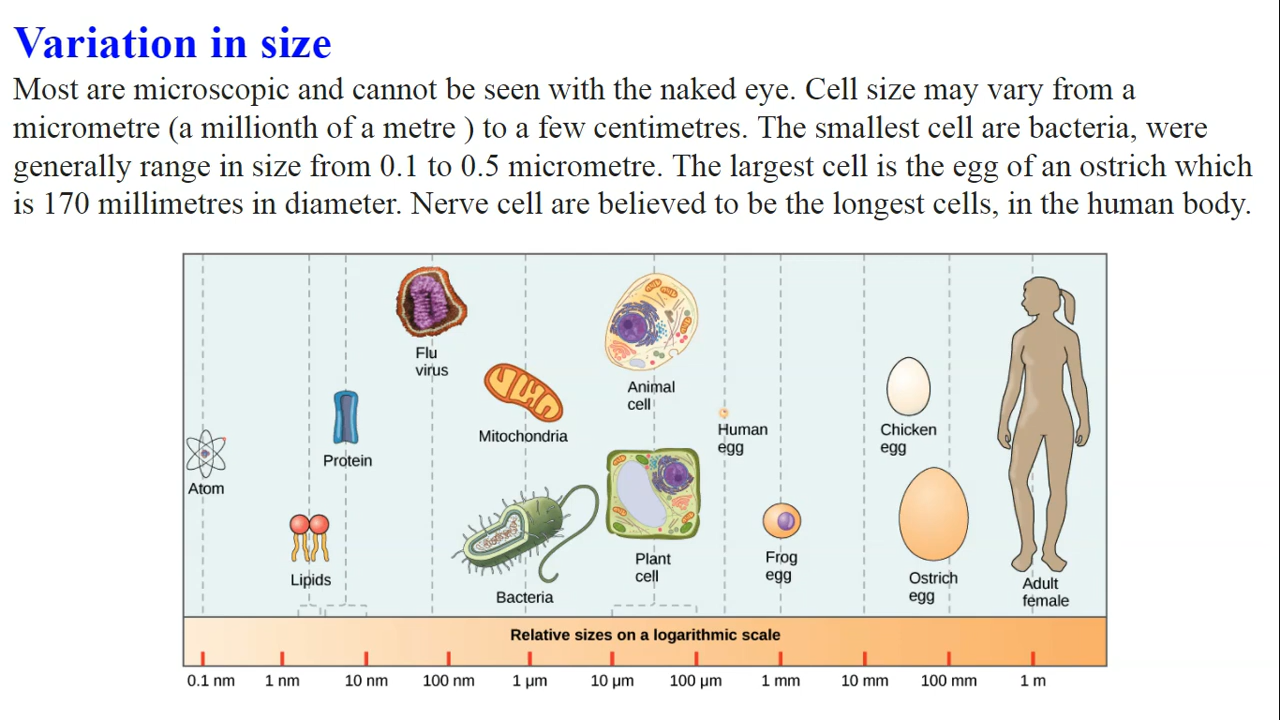 Variation in size
Most are microscopic and cannot be seen with the naked eye. Cell size may vary from a
micrometre (a millionth of a metre ) to a few centimetres. The smallest cell are bacteria, were
generally range in size from 0.1 to 0.5 micrometre. The largest cell is the egg of an ostrich which
is 170 millimetres in diameter. Nerve cell are believed to be the longest cells, in the human body.
Flu
virus
Animal
cell
Mitochondria
Human
egg
Chicken
egg
Protein
Atom
Lipids
Bacteria
Plant
cell
Frog
egg
Ostrich
egg
Adult
female
Relative sizes on a logarithmic scale
0.1 nm 1 nm 10 nm 100 nm 1 µm 10 µm 100 µm 1 mm 10 mm 100 mm 1 m